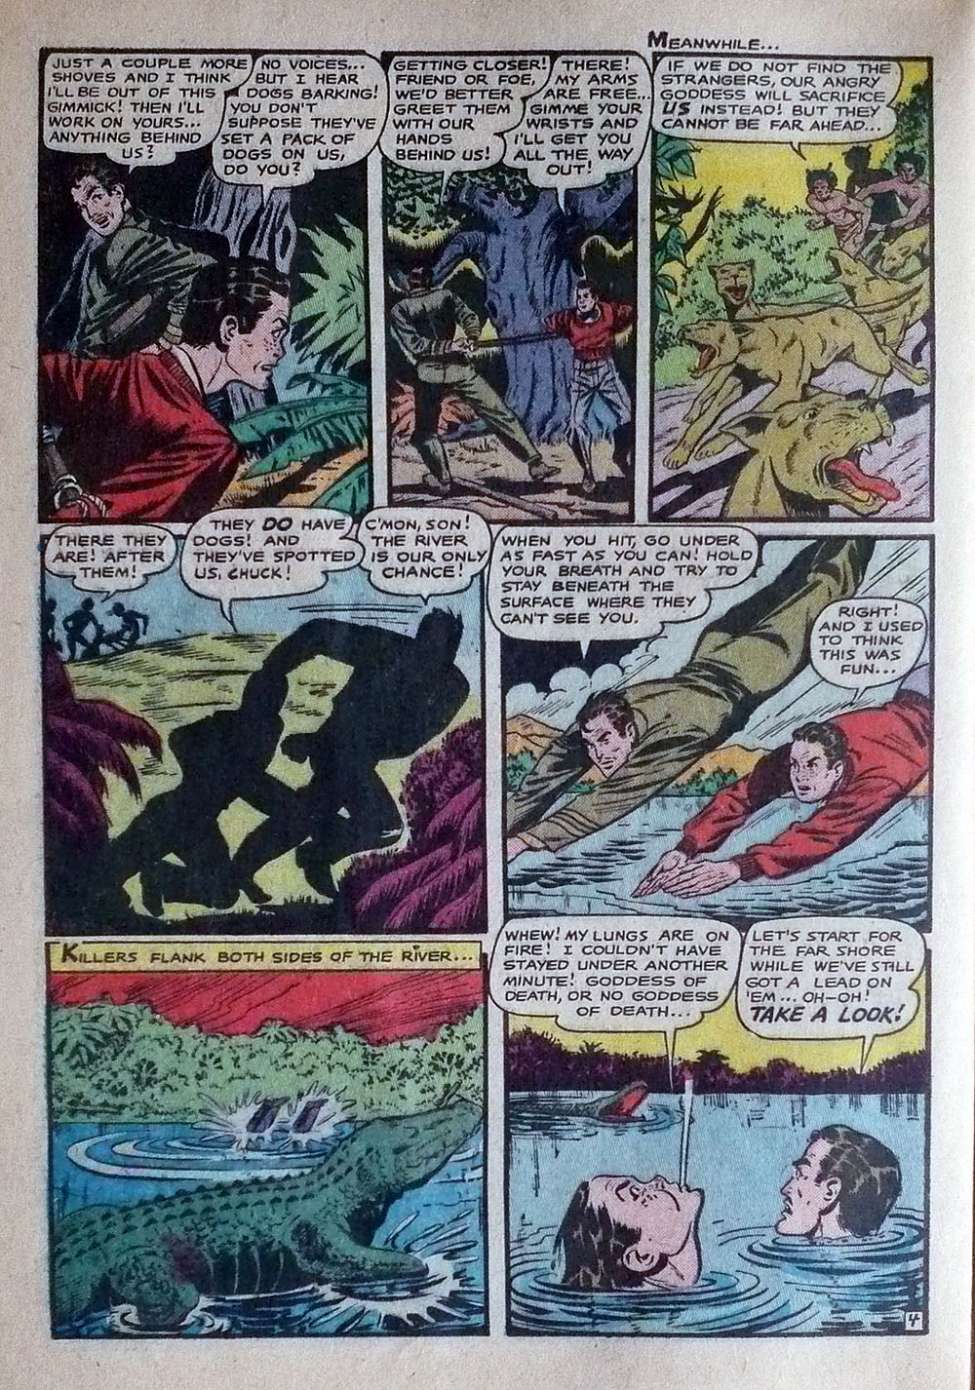 JUST A COUPLE MORE
SHOVES AND I THINK
I'LL BE OUT OF THIS
GIMMICK! THEN I'LL
WORK ON YOURS...
ANYTHING BEHIND
US?
NO VOICES...
BUT I HEAR
DOGS BARKING!
YOU DON'T
SUPPOSE THEY'VE
SET A PACK OF
DOGS ON US,
DO YOU?
GETTING CLOSER!
FRIEND OR FOE,
WE'D BETTER
GREET THEM
WITH OUR
HANDS
BEHIND US!
THERE!
MY ARMS
ARE FREE...
GIMME YOUR
WRISTS AND
I'LL GET YOU
ALL THE WAY
OUT!
MEANWHILE...
IF WE DO NOT FIND THE
STRANGERS, OUR ANGRY
GODDESS WILL SACRIFICE
US INSTEAD! BUT THEY
CANNOT BE FAR AHEAD...
THERE THEY
ARE! AFTER
THEM!
THEY DO HAVE
DOGS! AND
THEY'VE SPOTTED
US, CHUCK!
C'MON, SON!
THE RIVER
IS OUR ONLY
CHANCE!
WHEN YOU HIT, GO UNDER
AS FAST AS YOU CAN! HOLD
YOUR BREATH AND TRY TO
STAY BENEATH THE
SURFACE WHERE THEY
CAN'T SEE YOU.
RIGHT!
AND I USED
TO THINK
THIS WAS
FUN...
KILLERS FLANK BOTH SIDES OF THE RIVER...
WHEW! MY LUNGS ARE ON
FIRE! I COULDN'T HAVE
STAYED UNDER ANOTHER
MINUTE! GODDESS OF
DEATH, OR NO GODDESS
OF DEATH...
LET'S START FOR
THE FAR SHORE
WHILE WE'VE STILL
GOT A LEAD ON
'EM... OH-OH!
TAKE A LOOK!
4